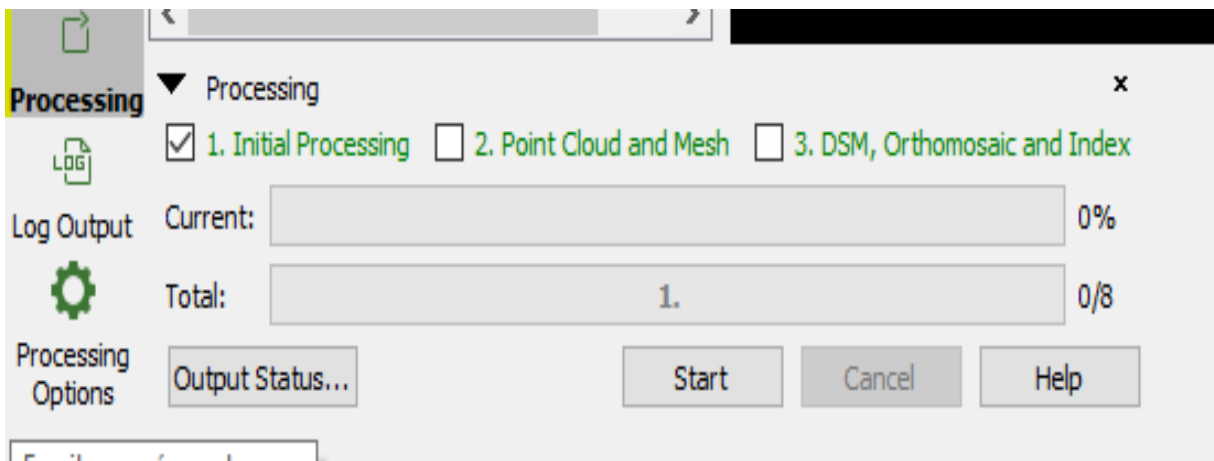 Processing
Log Output
Processing
Options
Processing x
1. Initial Processing 2. Point Cloud and Mesh 3. DSM, Orthomosaic and Index
Current: 0%
Total: 1. 0/8
Output Status... Start Cancel Help
LOG